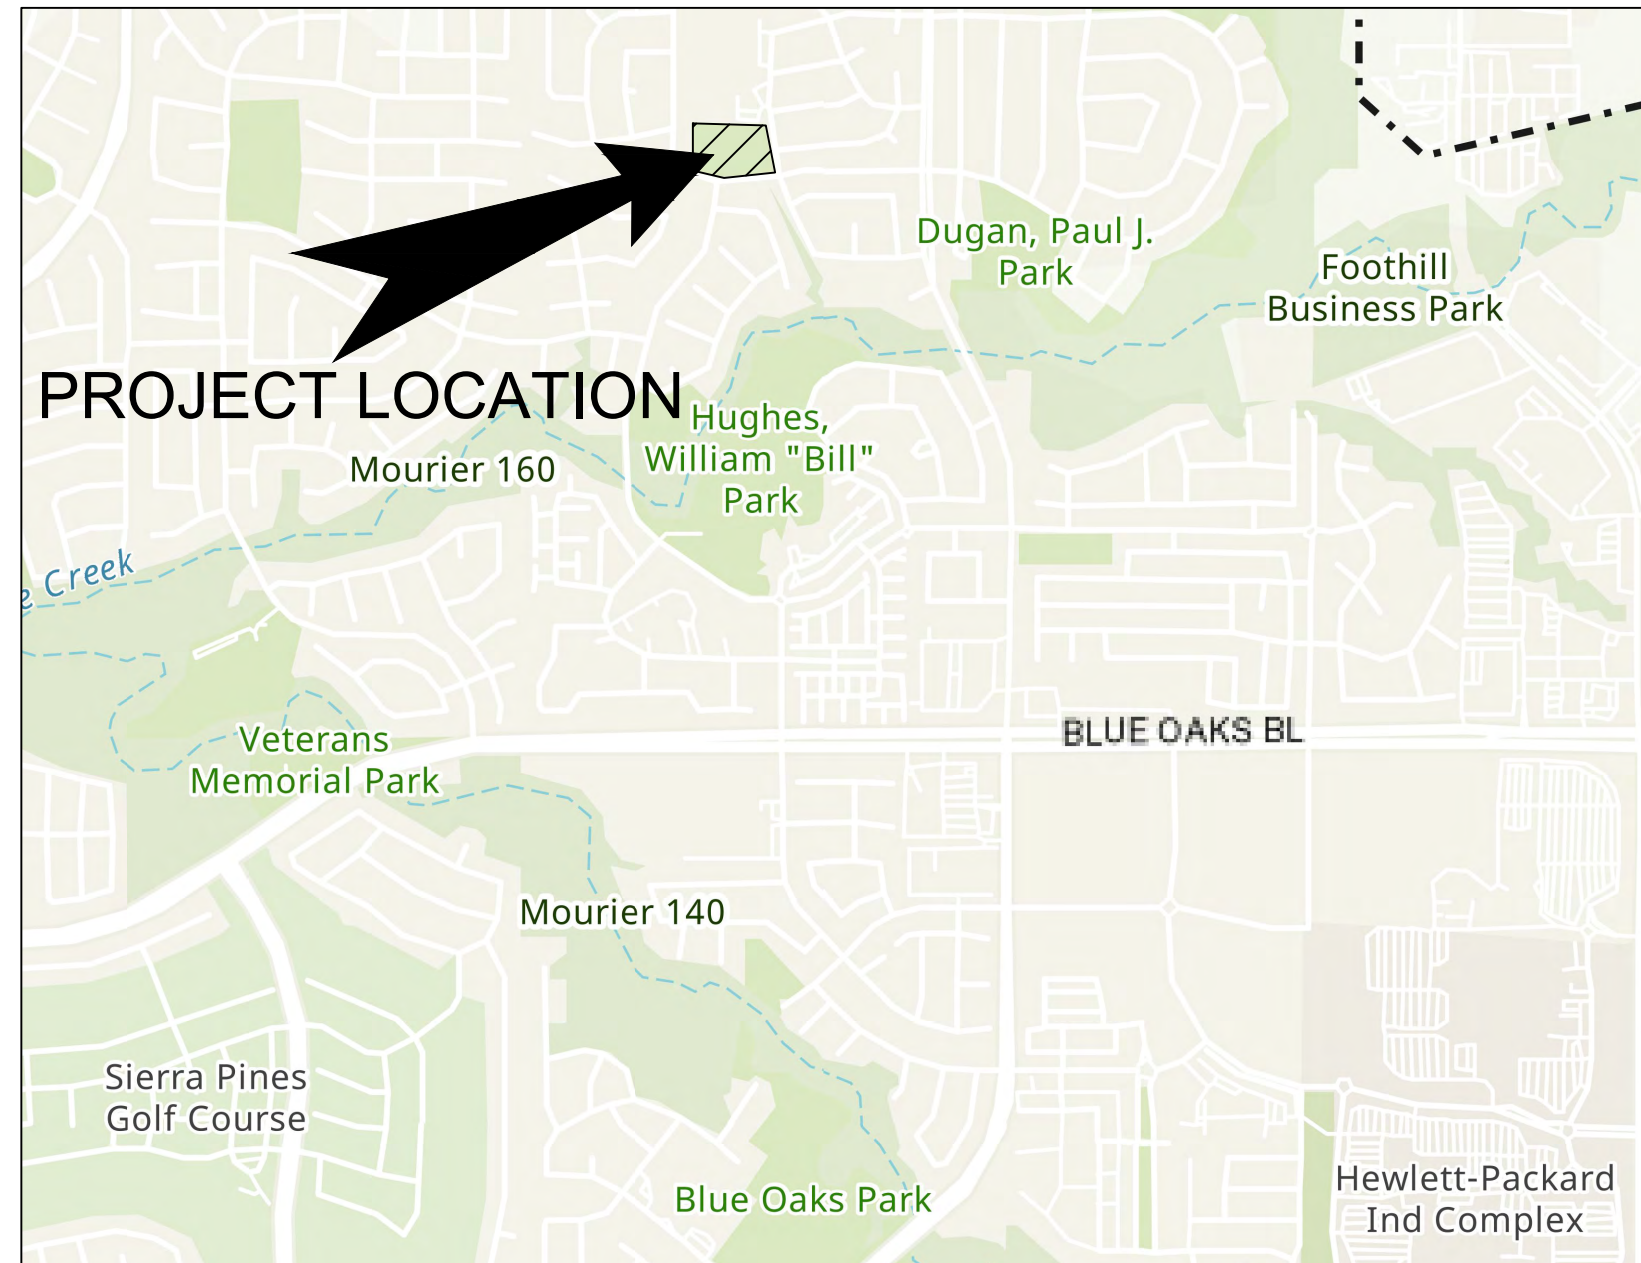 Dugan, Paul J.
Park
Foothill
Business Park
PROJECT LOCATION
Hughes,
William "Bill"
Park
Mourier 160
Creek
BLUE OAKS BL
Veterans
Memorial Park
Mourier 140
Sierra Pines
Golf Course
Hewlett-Packard
Ind Complex
Blue Oaks Park